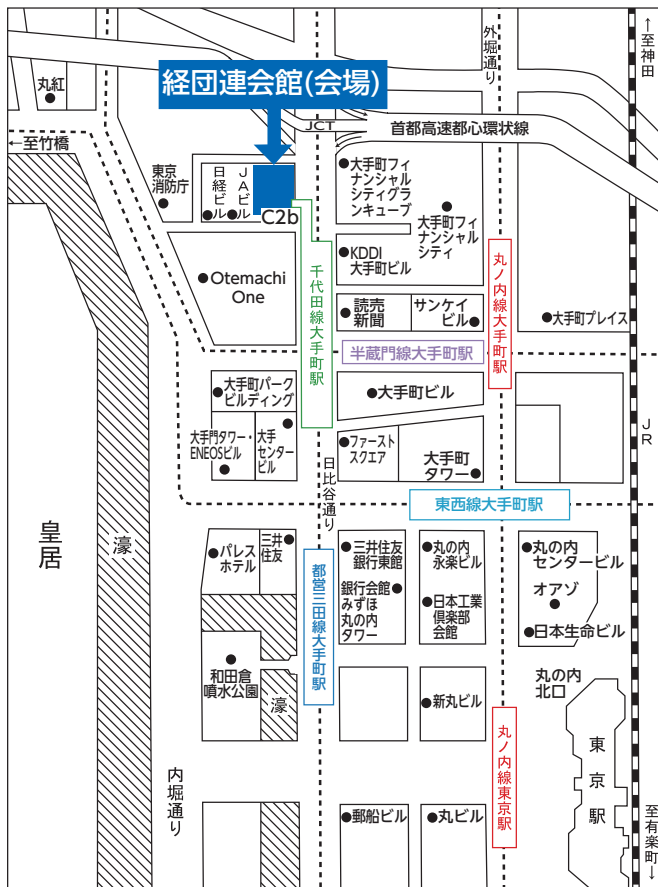 外堀通り
←至神田
丸紅
経団連会館(会場)
JCT
首都高速都心環状線
←至竹橋
東京
消防庁
日経ビル
JAビル
C2b
大手町フィ
ナンシャル
シティグラ
ンキューブ
大手町フィ
ナンシャル
シティ
KDDI
大手町ビル
Otemachi
One
千代田線大手町駅
丸ノ内線大手町駅
読売
新聞
サンケイ
ビル
大手町プレイス
半蔵門線大手町駅
大手町パーク
ビルディング
大手町ビル
JR
大手門タワー・
ENEOSビル
大手
センター
ビル
ファースト
スクエア
大手町
タワー
日比谷通り
東西線大手町駅
皇居
濠
パレス
ホテル
三井
住友
都営三田線大手町駅
三井住友
銀行東館
丸の内
永楽ビル
丸の内
センタービル
オアゾ
銀行会館
みずほ
丸の内
タワー
日本工業
倶楽部
会館
日本生命ビル
和田倉
噴水公園
濠
新丸ビル
丸の内
北口
丸ノ内線東京駅
東京駅
内堀通り
郵船ビル
丸ビル
至有楽町→